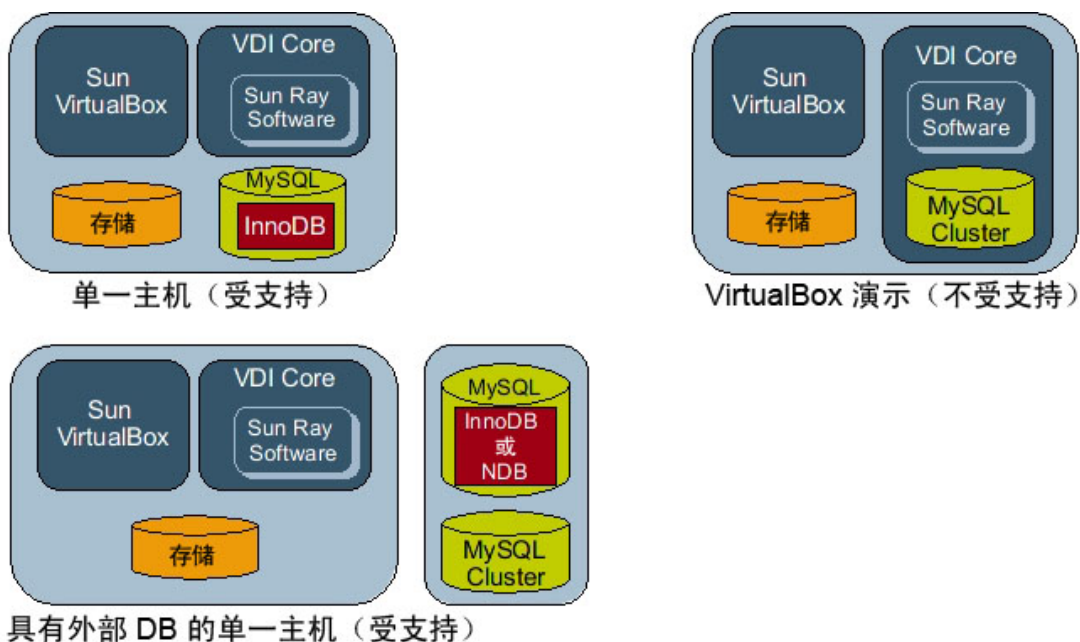 Sun
VirtualBox
VDI Core
Sun Ray
Software
存储
MySQL
InnoDB
单一主机（受支持）
Sun
VirtualBox
VDI Core
Sun Ray
Software
存储
MySQL
Cluster
VirtualBox 演示（不受支持）
Sun
VirtualBox
VDI Core
Sun Ray
Software
存储
MySQL
InnoDB
或
NDB
MySQL
Cluster
具有外部 DB 的单一主机（受支持）